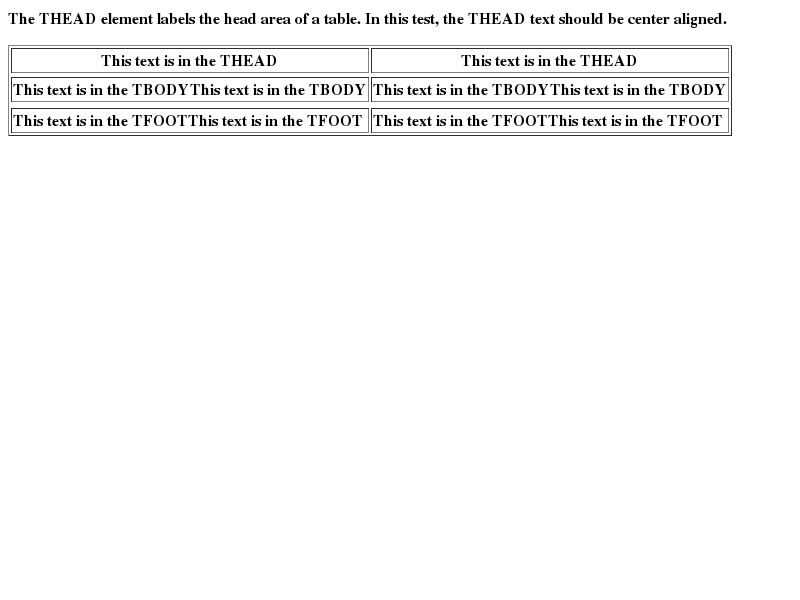 The THEAD element labels the head area of a table. In this test, the THEAD text should be center aligned.
This text is in the THEAD This text is in the THEAD
This text is in the TBODYThis text is in the TBODY This text is in the TBODYThis text is in the TBODY
This text is in the TFOOTThis text is in the TFOOT This text is in the TFOOTThis text is in the TFOOT